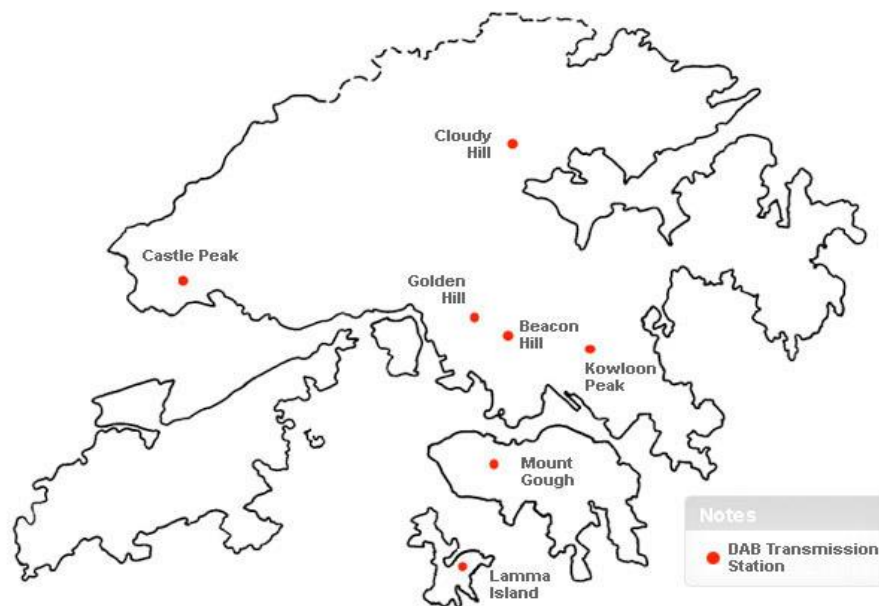 Cloudy
Hill
Castle Peak
Golden
Hill
Beacon
Hill
Kowloon
Peak
Mount
Gough
Lamma
Island
Notes
DAB Transmission
Station